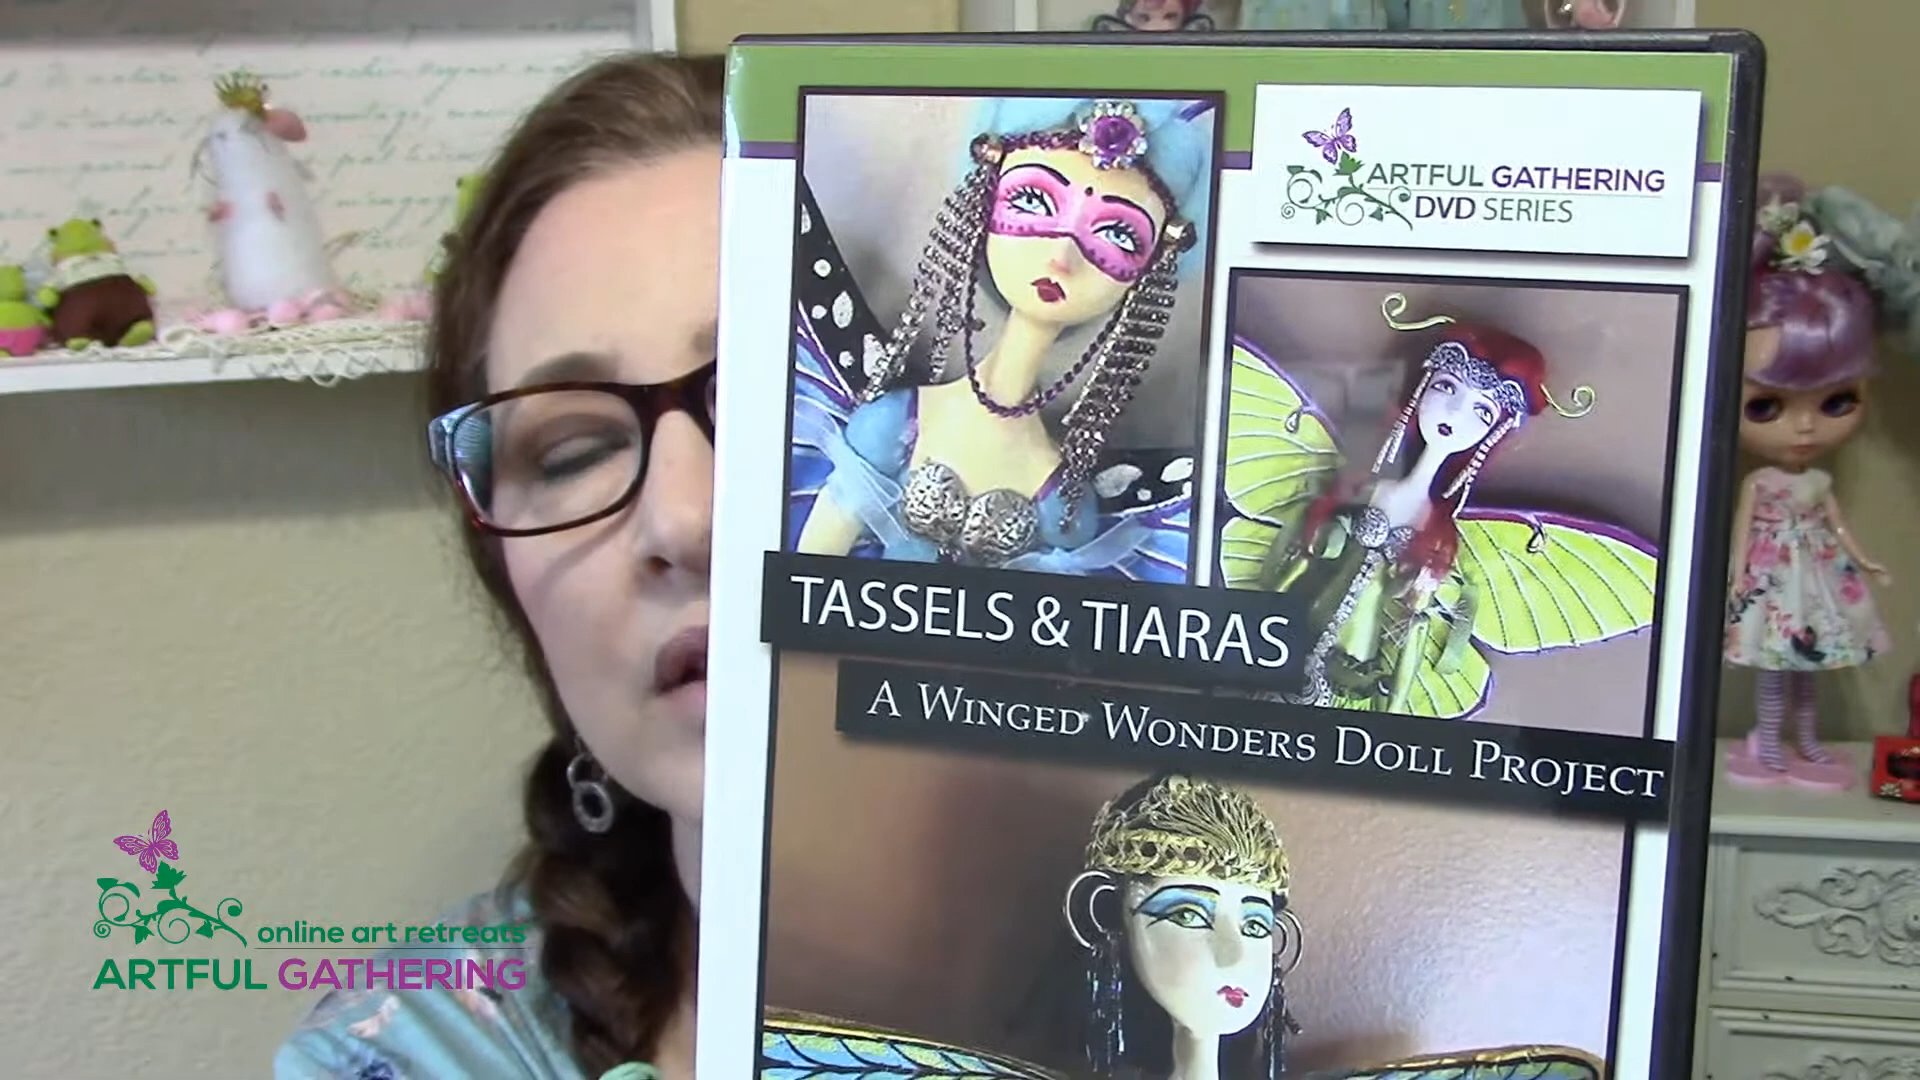 ARTFUL GATHERING
DVD SERIES
TASSELS & TIARAS
A WINGED WONDERS DOLL PROJECT
online art retreats
ARTFUL GATHERING